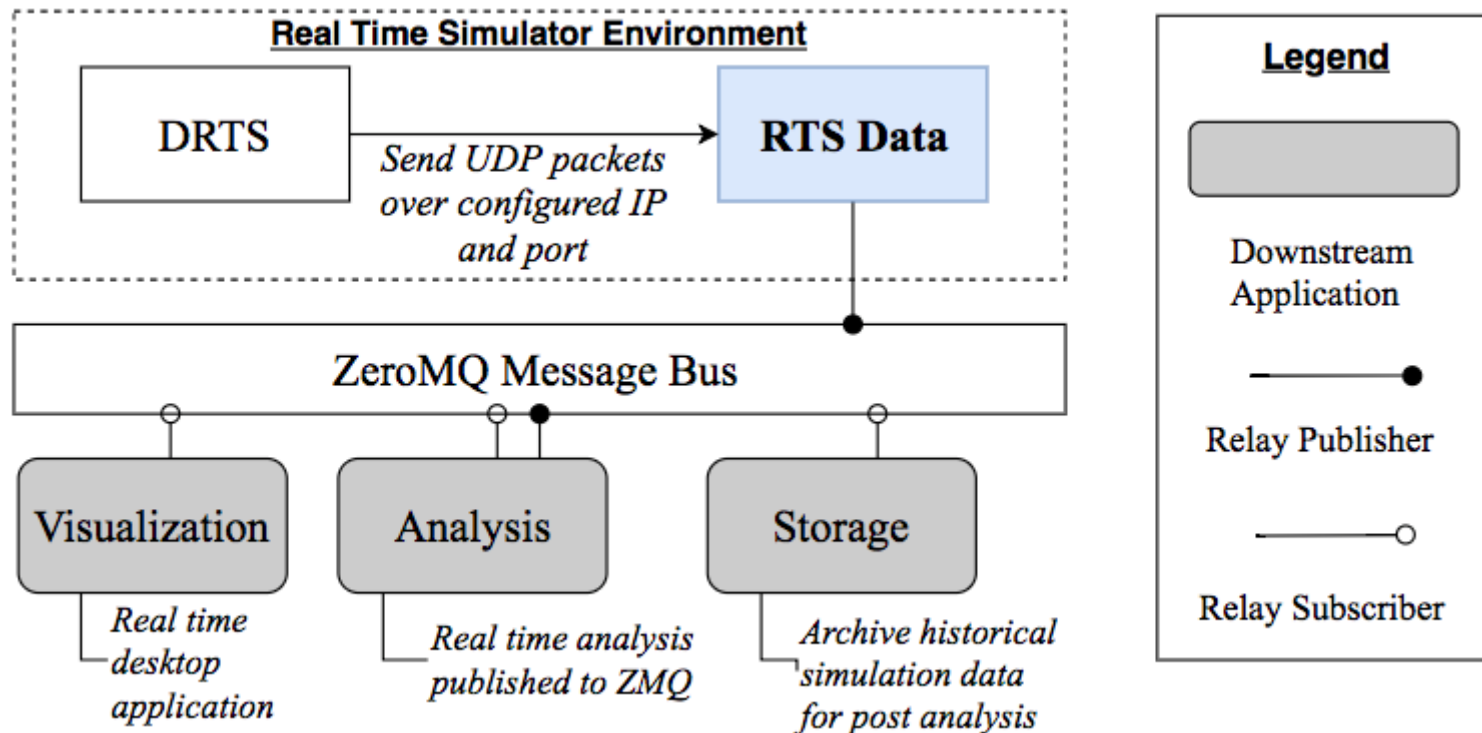 Real Time Simulator Environment
DRTS
Send UDP packets
over configured IP
and port
RTS Data
ZeroMQ Message Bus
Visualization
Real time
desktop
application
Analysis
Real time analysis
published to ZMQ
Storage
Archive historical
simulation data
for post analysis
Legend
Downstream
Application
Relay Publisher
Relay Subscriber